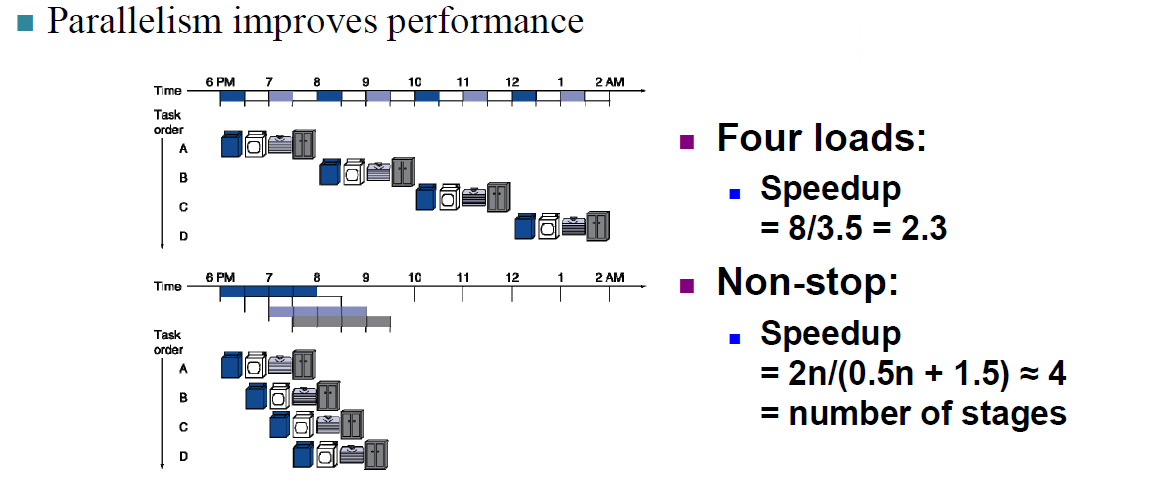 Parallelism improves performance
6 PM 7 8 9 10 11 12 1 2 AM
Time
Task
order
A
B
C
D
6 PM 7 8 9 10 11 12 1 2 AM
Time
Task
order
A
B
C
D
Four loads:
Speedup
= 8/3.5 = 2.3
Non-stop:
Speedup
= 2n/(0.5n + 1.5) ≈ 4
= number of stages